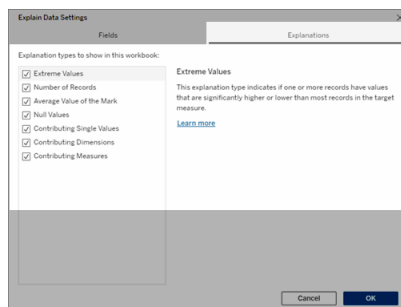 Explain Data Settings
Fields
Explanations
Explanation types to show in this workbook:
Extreme Values
Number of Records
Average Value of the Mark
Null Values
Contributing Single Values
Contributing Dimensions
Contributing Measures
Extreme Values
This explanation type indicates if one or more records have values
that are significantly higher or lower than most records in the target
measure.
Learn more
Cancel
OK